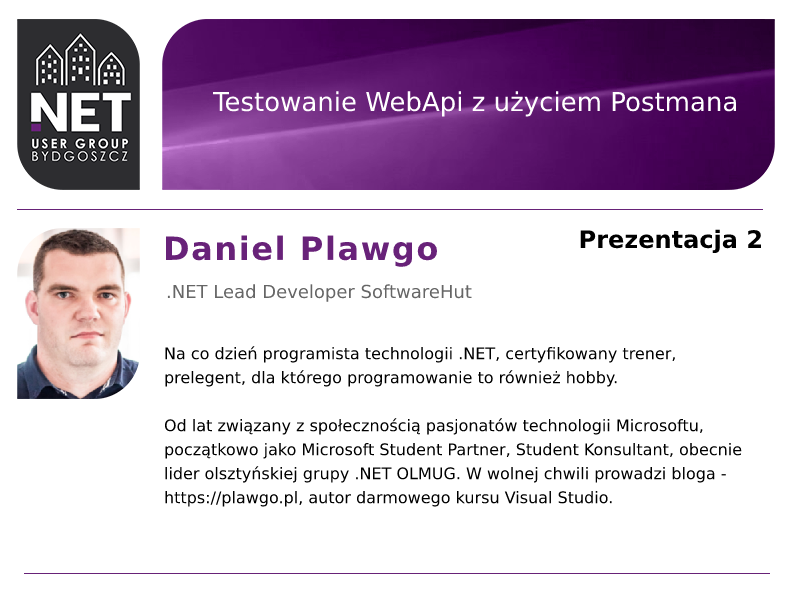 .NET
USER GROUP
BYDGOSZCZ
Testowanie WebApi z użyciem Postmana
Daniel Plawgo
Prezentacja 2
.NET Lead Developer SoftwareHut
Na co dzień programista technologii .NET, certyfikowany trener,
prelegent, dla którego programowanie to również hobby.
Od lat związany z społecznością pasjonatów technologii Microsoftu,
początkowo jako Microsoft Student Partner, Student Konsultant, obecnie
lider olsztyńskiej grupy .NET OLMUG. W wolnej chwili prowadzi bloga -
https://plawgo.pl, autor darmowego kursu Visual Studio.